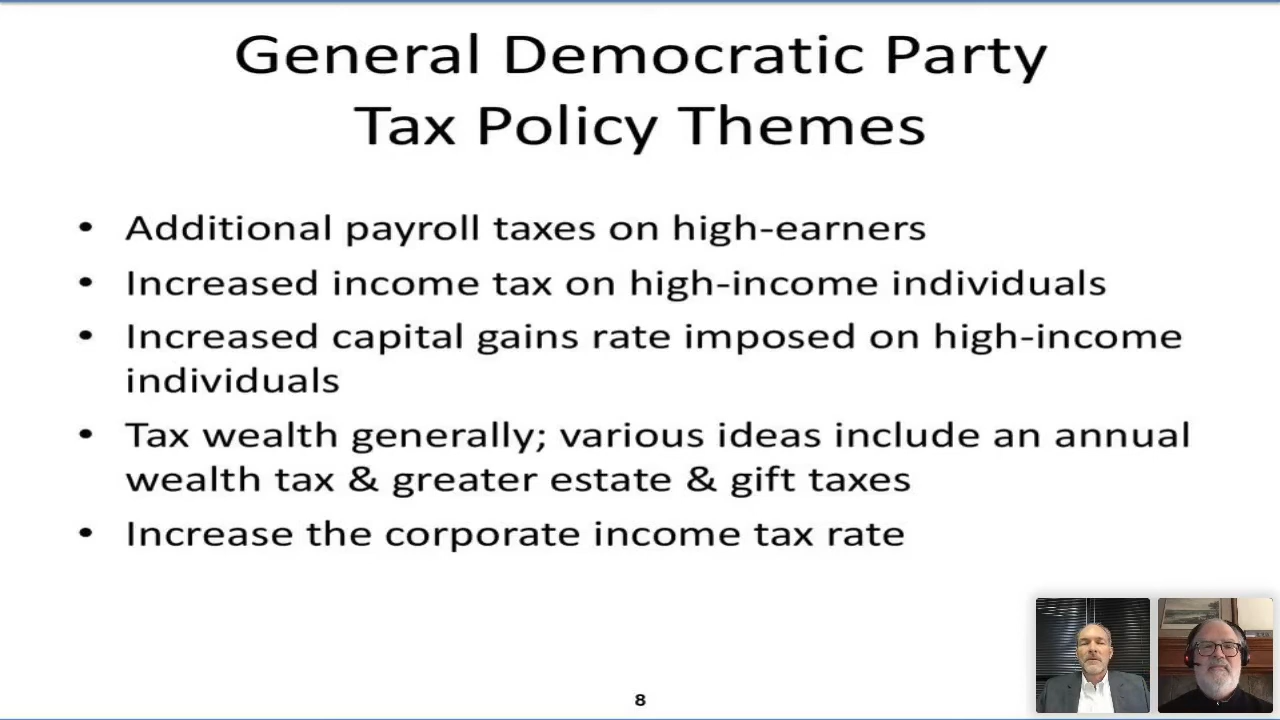 General Democratic Party
Tax Policy Themes
• Additional payroll taxes on high-earners
• Increased income tax on high-income individuals
• Increased capital gains rate imposed on high-income
individuals
• Tax wealth generally; various ideas include an annual
wealth tax & greater estate & gift taxes
• Increase the corporate income tax rate
8